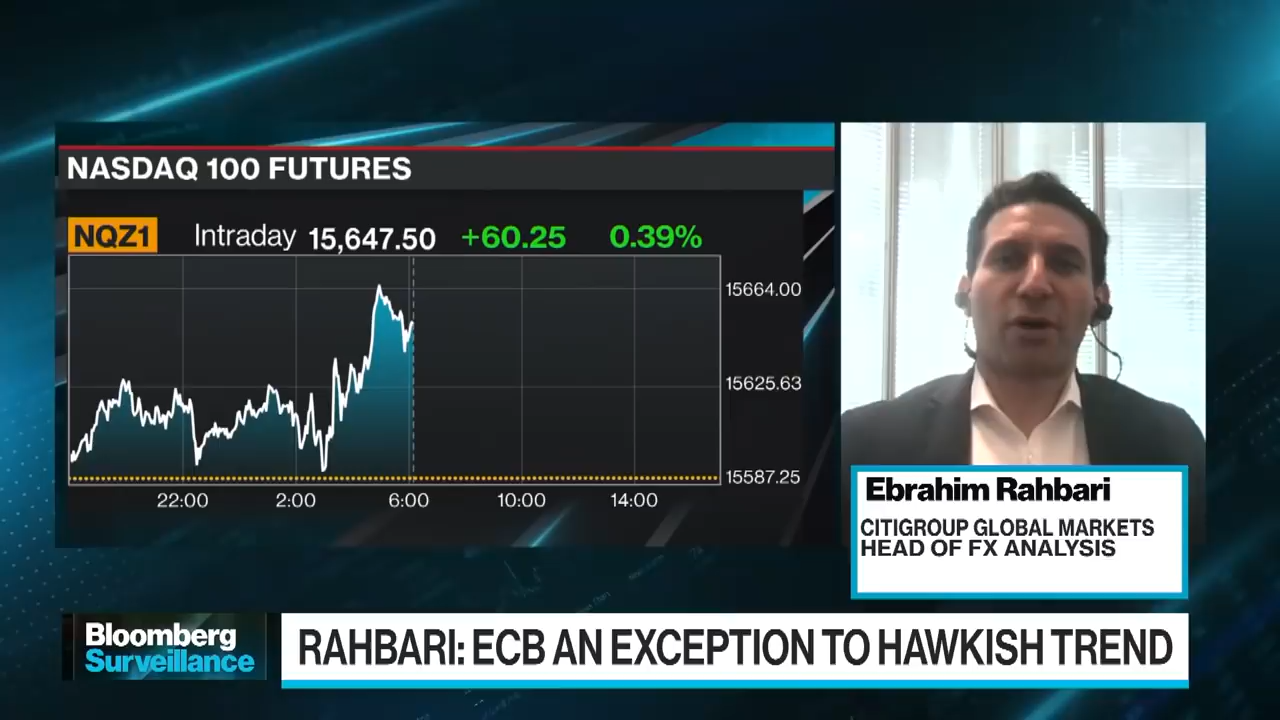 NASDAQ 100 FUTURES
NQZ1 Intraday 15,647.50 +60.25 0.39%
15664.00
15625.63
15587.25
22:00 2:00 6:00 10:00 14:00
Ebrahim Rahbari
CITIGROUP GLOBAL MARKETS
HEAD OF FX ANALYSIS
Bloomberg
Surveillance
RAHBARI: ECB AN EXCEPTION TO HAWKISH TREND